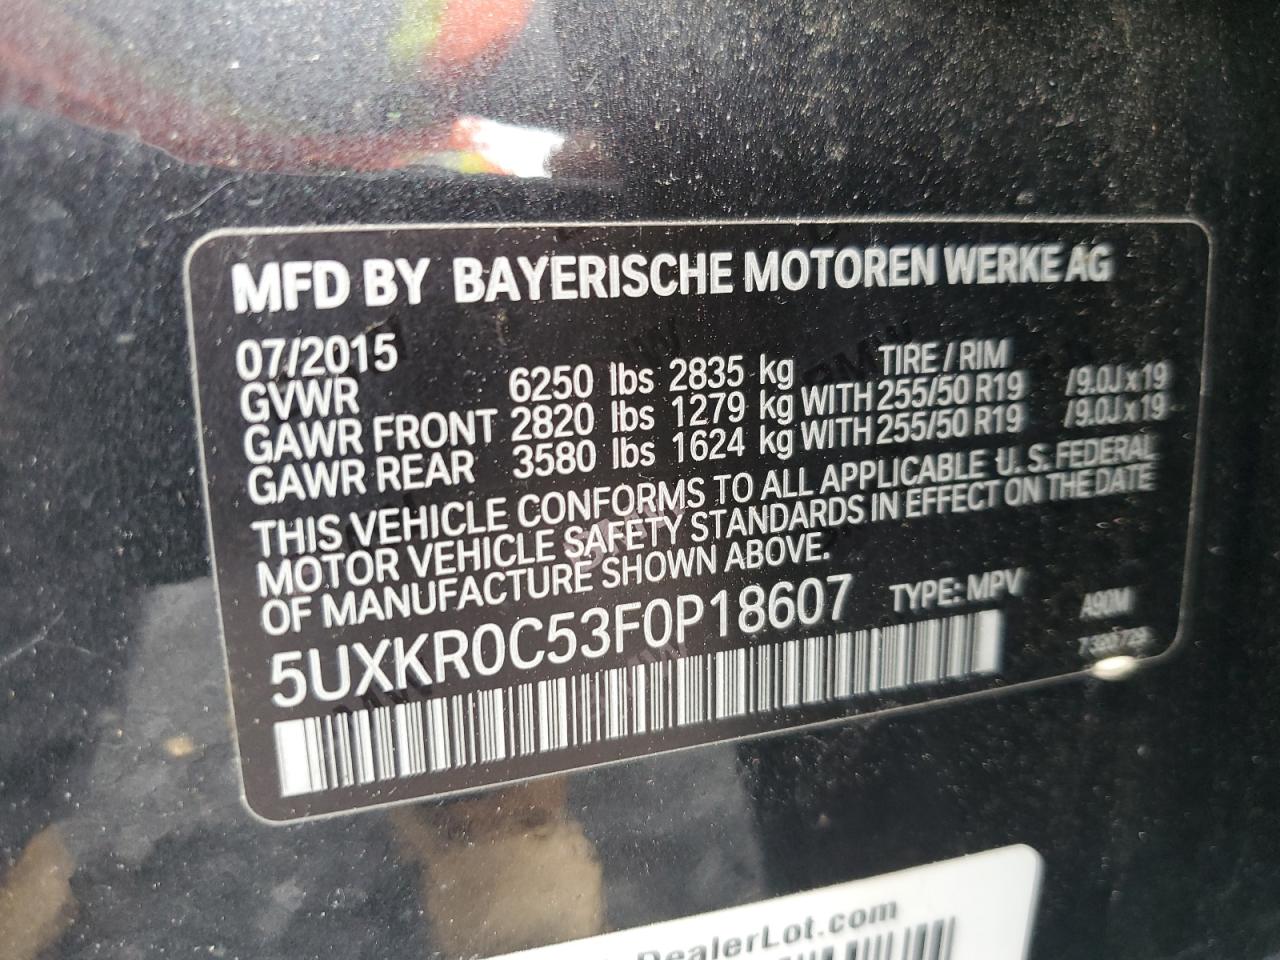 MFD BY BAYERISCHE MOTOREN WERKE AG
07/2015
GVWR 6250 lbs 2835 kg TIRE / RIM
GAWR FRONT 2820 lbs 1279 kg WITH 255/50 R19 /9.0J x 19
GAWR REAR 3580 lbs 1624 kg WITH 255/50 R19 /9.0J x 19
THIS VEHICLE CONFORMS TO ALL APPLICABLE U.S. FEDERAL
MOTOR VEHICLE SAFETY STANDARDS IN EFFECT ON THE DATE
OF MANUFACTURE SHOWN ABOVE.
5UXKR0C53F0P18607 TYPE: MPV A90M
DealerLot.com